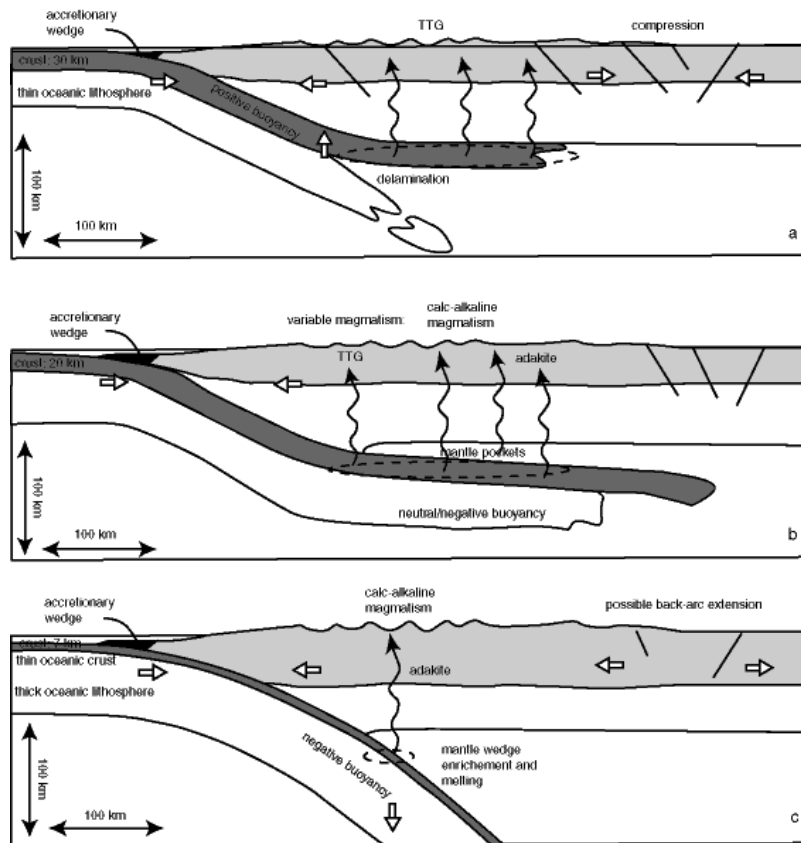 accretionary
wedge
TTG
compression
crust: 30 km
thin oceanic lithosphere
positive buoyancy
delamination
100 km
100 km
a
accretionary
wedge
variable magmatism:
calc-alkaline
magmatism
crust: 20 km
TTG
adakite
mantle pockets
neutral/negative buoyancy
100 km
100 km
b
accretionary
wedge
calc-alkaline
magmatism
possible back-arc extension
crust: 7 km
thin oceanic crust
thick oceanic lithosphere
adakite
negative buoyancy
mantle wedge
enrichement and
melting
100 km
100 km
c